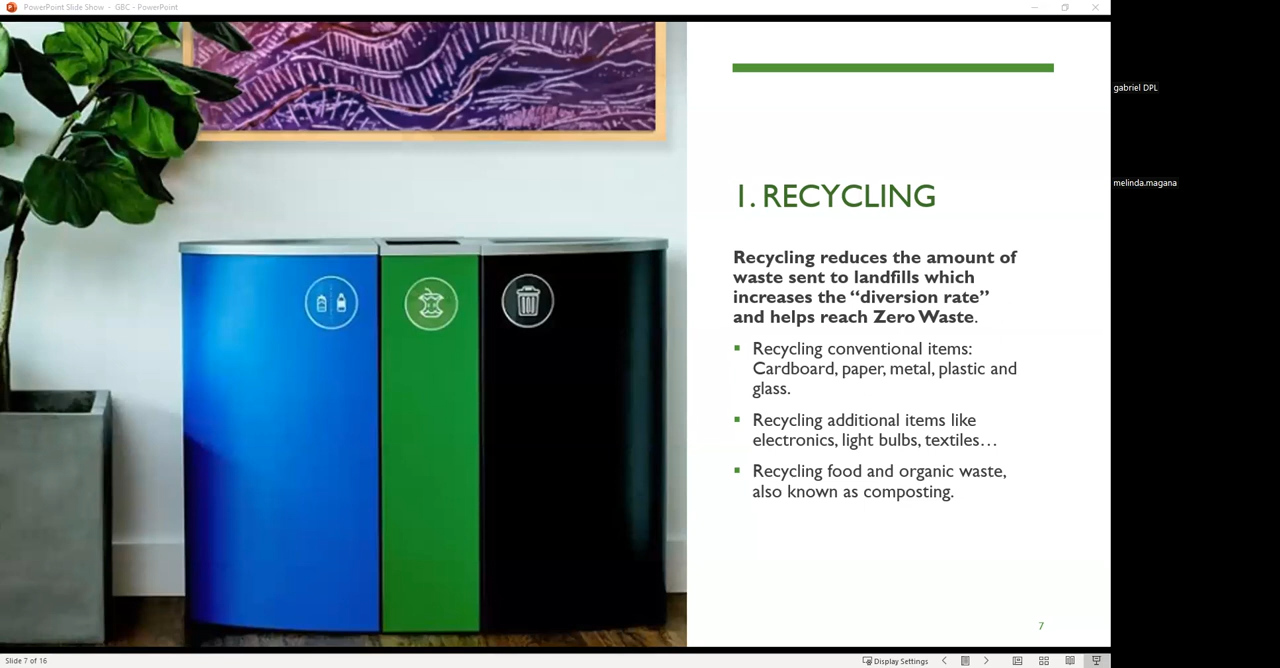 PowerPoint Slide Show - GBC - PowerPoint
gabriel DPL
melinda.magana
1. RECYCLING
Recycling reduces the amount of
waste sent to landfills which
increases the “diversion rate”
and helps reach Zero Waste.
Recycling conventional items:
Cardboard, paper, metal, plastic and
glass.
Recycling additional items like
electronics, light bulbs, textiles…
Recycling food and organic waste,
also known as composting.
7
Slide 7 of 16
Display Settings